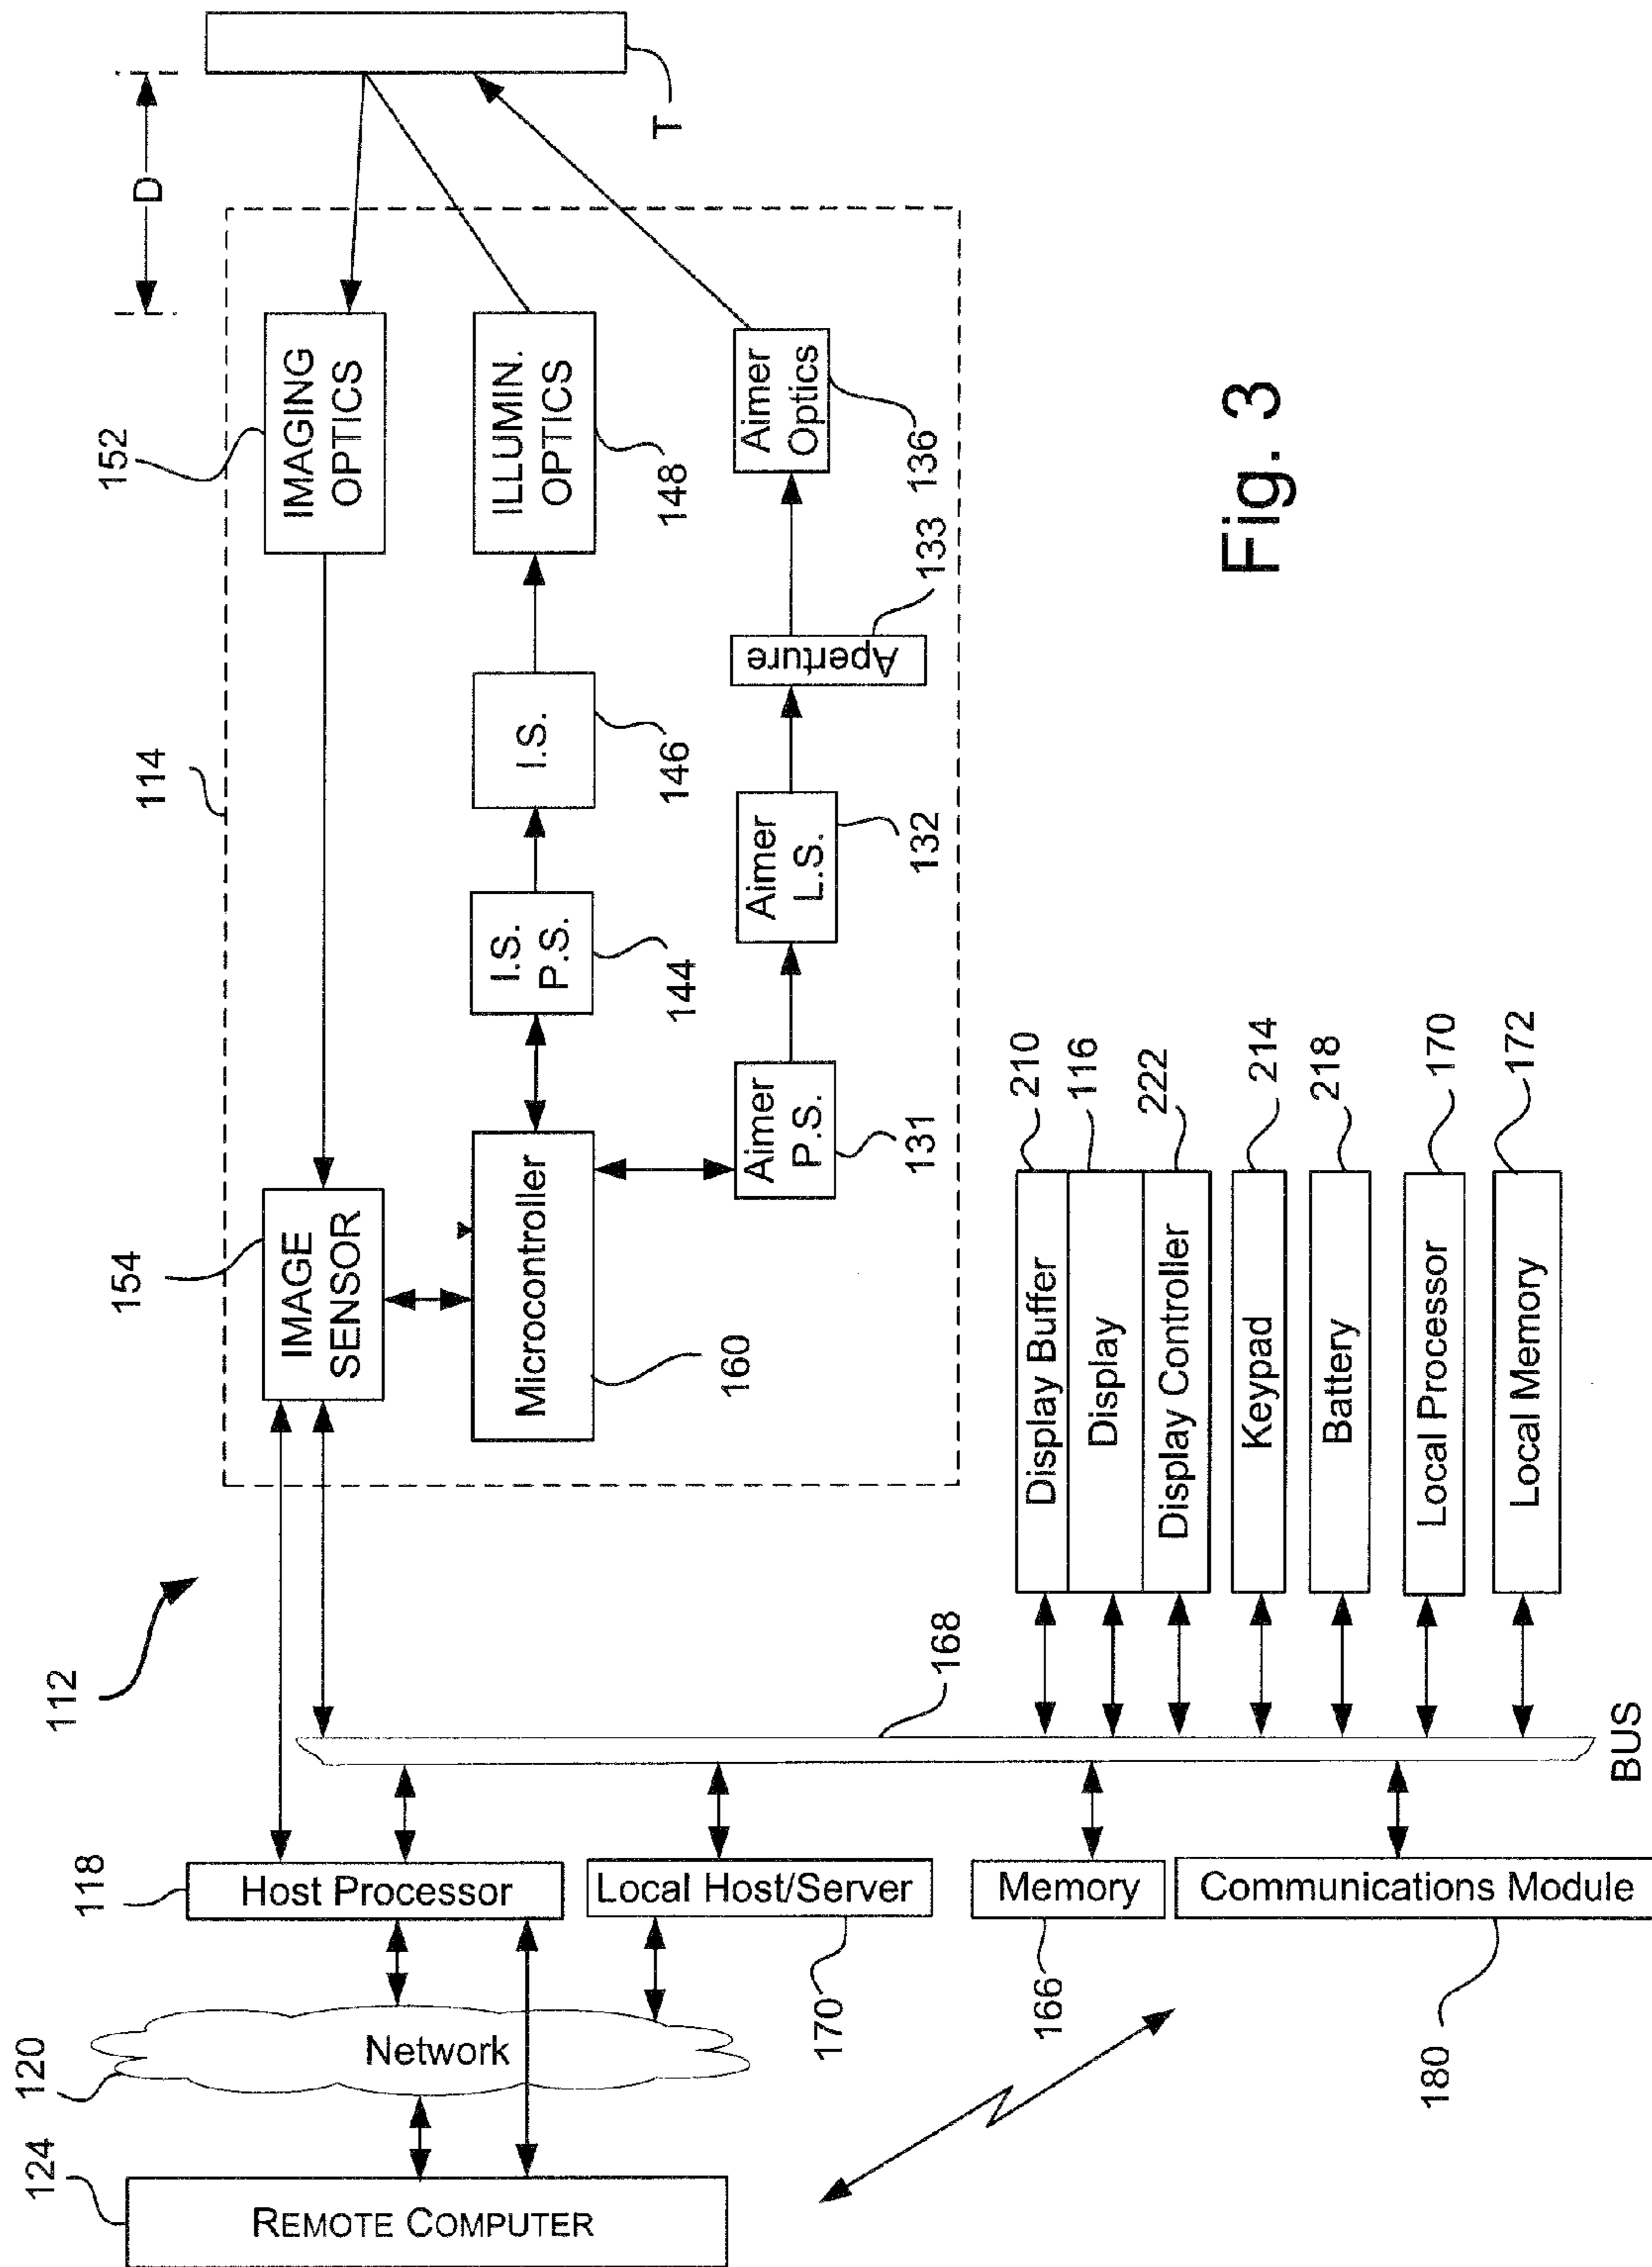 124
REMOTE COMPUTER
120
Network
118
Host Processor
Local Host/Server
170
Memory
166
Communications Module
180
112
168
BUS
114
154
IMAGE
SENSOR
152
IMAGING
OPTICS
D
T
Microcontroller
160
I.S.
P.S.
144
I.S.
146
ILLUMIN.
OPTICS
148
Aimer
P.S.
131
Aimer
L.S.
132
Aperture
133
Aimer
Optics
136
Display Buffer
210
Display
116
Display Controller
222
Keypad
214
Battery
218
Local Processor
170
Local Memory
172
Fig. 3